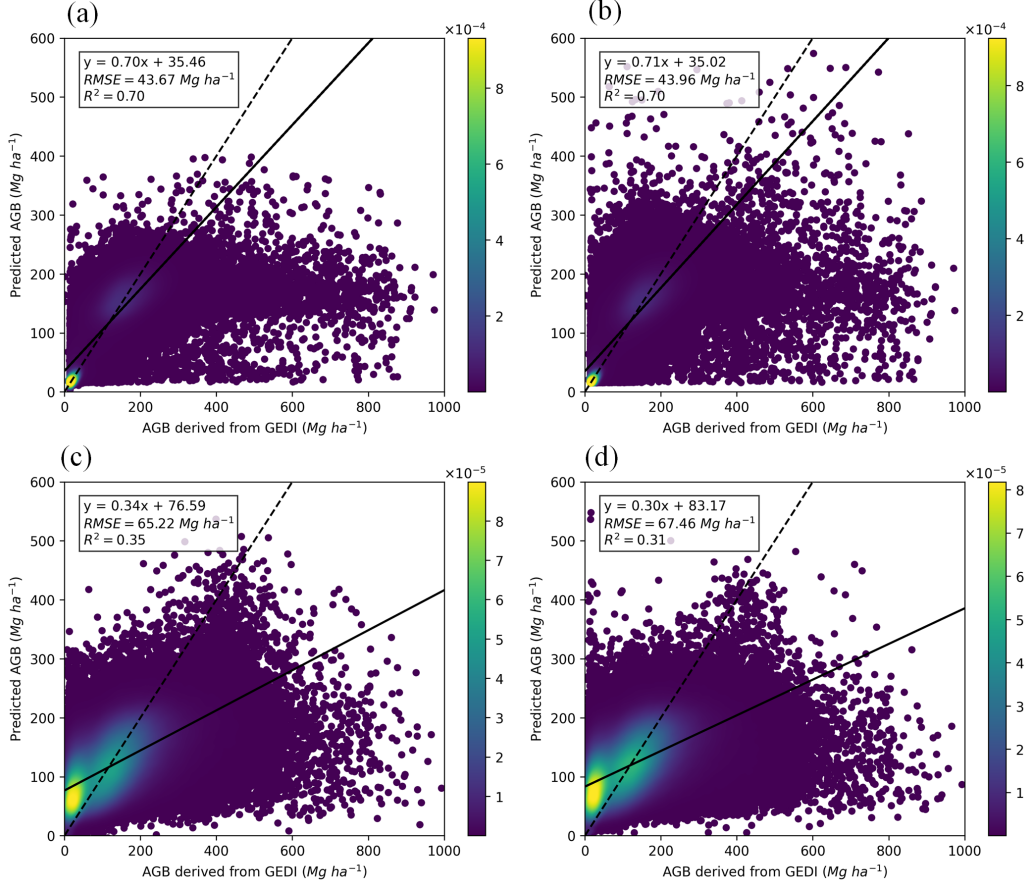 (a)
×10⁻⁴
y = 0.70x + 35.46
RMSE = 43.67 Mg ha⁻¹
R² = 0.70
Predicted AGB (Mg ha⁻¹)
600
500
400
300
200
100
0
0 200 400 600 800 1000
AGB derived from GEDI (Mg ha⁻¹)
8
6
4
2
(b)
×10⁻⁴
y = 0.71x + 35.02
RMSE = 43.96 Mg ha⁻¹
R² = 0.70
Predicted AGB (Mg ha⁻¹)
600
500
400
300
200
100
0
0 200 400 600 800 1000
AGB derived from GEDI (Mg ha⁻¹)
8
6
4
2
(c)
×10⁻⁵
y = 0.34x + 76.59
RMSE = 65.22 Mg ha⁻¹
R² = 0.35
Predicted AGB (Mg ha⁻¹)
600
500
400
300
200
100
0
0 200 400 600 800 1000
AGB derived from GEDI (Mg ha⁻¹)
8
7
6
5
4
3
2
1
(d)
×10⁻⁵
y = 0.30x + 83.17
RMSE = 67.46 Mg ha⁻¹
R² = 0.31
Predicted AGB (Mg ha⁻¹)
600
500
400
300
200
100
0
0 200 400 600 800 1000
AGB derived from GEDI (Mg ha⁻¹)
8
7
6
5
4
3
2
1